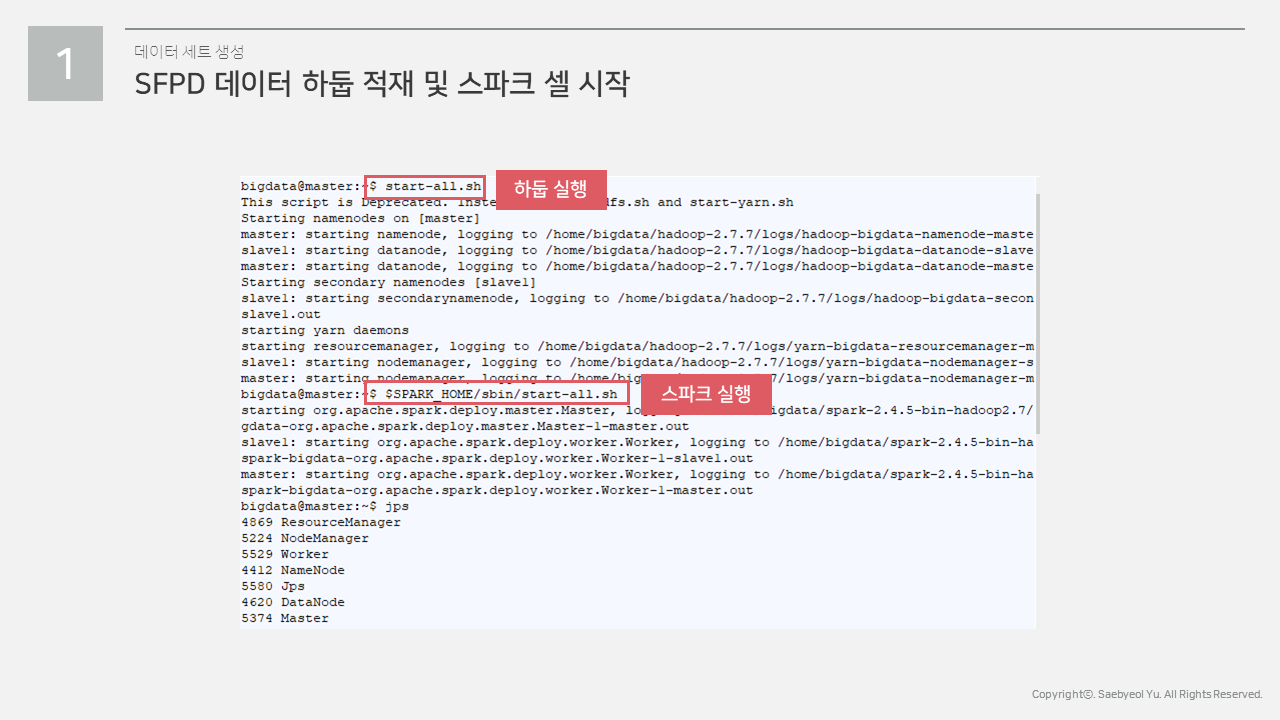 1
데이터 세트 생성
SFPD 데이터 하둡 적재 및 스파크 셀 시작
bigdata@master:~$ start-all.sh
하둡 실행
This script is Deprecated. Inste dfs.sh and start-yarn.sh
Starting namenodes on [master]
master: starting namenode, logging to /home/bigdata/hadoop-2.7.7/logs/hadoop-bigdata-namenode-maste
slave1: starting datanode, logging to /home/bigdata/hadoop-2.7.7/logs/hadoop-bigdata-datanode-slave
master: starting datanode, logging to /home/bigdata/hadoop-2.7.7/logs/hadoop-bigdata-datanode-maste
Starting secondary namenodes [slave1]
slave1: starting secondarynamenode, logging to /home/bigdata/hadoop-2.7.7/logs/hadoop-bigdata-secon
slave1.out
starting yarn daemons
starting resourcemanager, logging to /home/bigdata/hadoop-2.7.7/logs/yarn-bigdata-resourcemanager-m
slave1: starting nodemanager, logging to /home/bigdata/hadoop-2.7.7/logs/yarn-bigdata-nodemanager-s
master: starting nodemanager, logging to /home/big 7.7/logs/yarn-bigdata-nodemanager-m
bigdata@master:~$ $SPARK_HOME/sbin/start-all.sh
스파크 실행
starting org.apache.spark.deploy.master.Master, lo igdata/spark-2.4.5-bin-hadoop2.7/
gdata-org.apache.spark.deploy.master.Master-1-master.out
slave1: starting org.apache.spark.deploy.worker.Worker, logging to /home/bigdata/spark-2.4.5-bin-ha
spark-bigdata-org.apache.spark.deploy.worker.Worker-1-slave1.out
master: starting org.apache.spark.deploy.worker.Worker, logging to /home/bigdata/spark-2.4.5-bin-ha
spark-bigdata-org.apache.spark.deploy.worker.Worker-1-master.out
bigdata@master:~$ jps
4869 ResourceManager
5224 NodeManager
5529 Worker
4412 NameNode
5580 Jps
4620 DataNode
5374 Master
Copyrightⓒ. Saebyeol Yu. All Rights Reserved.